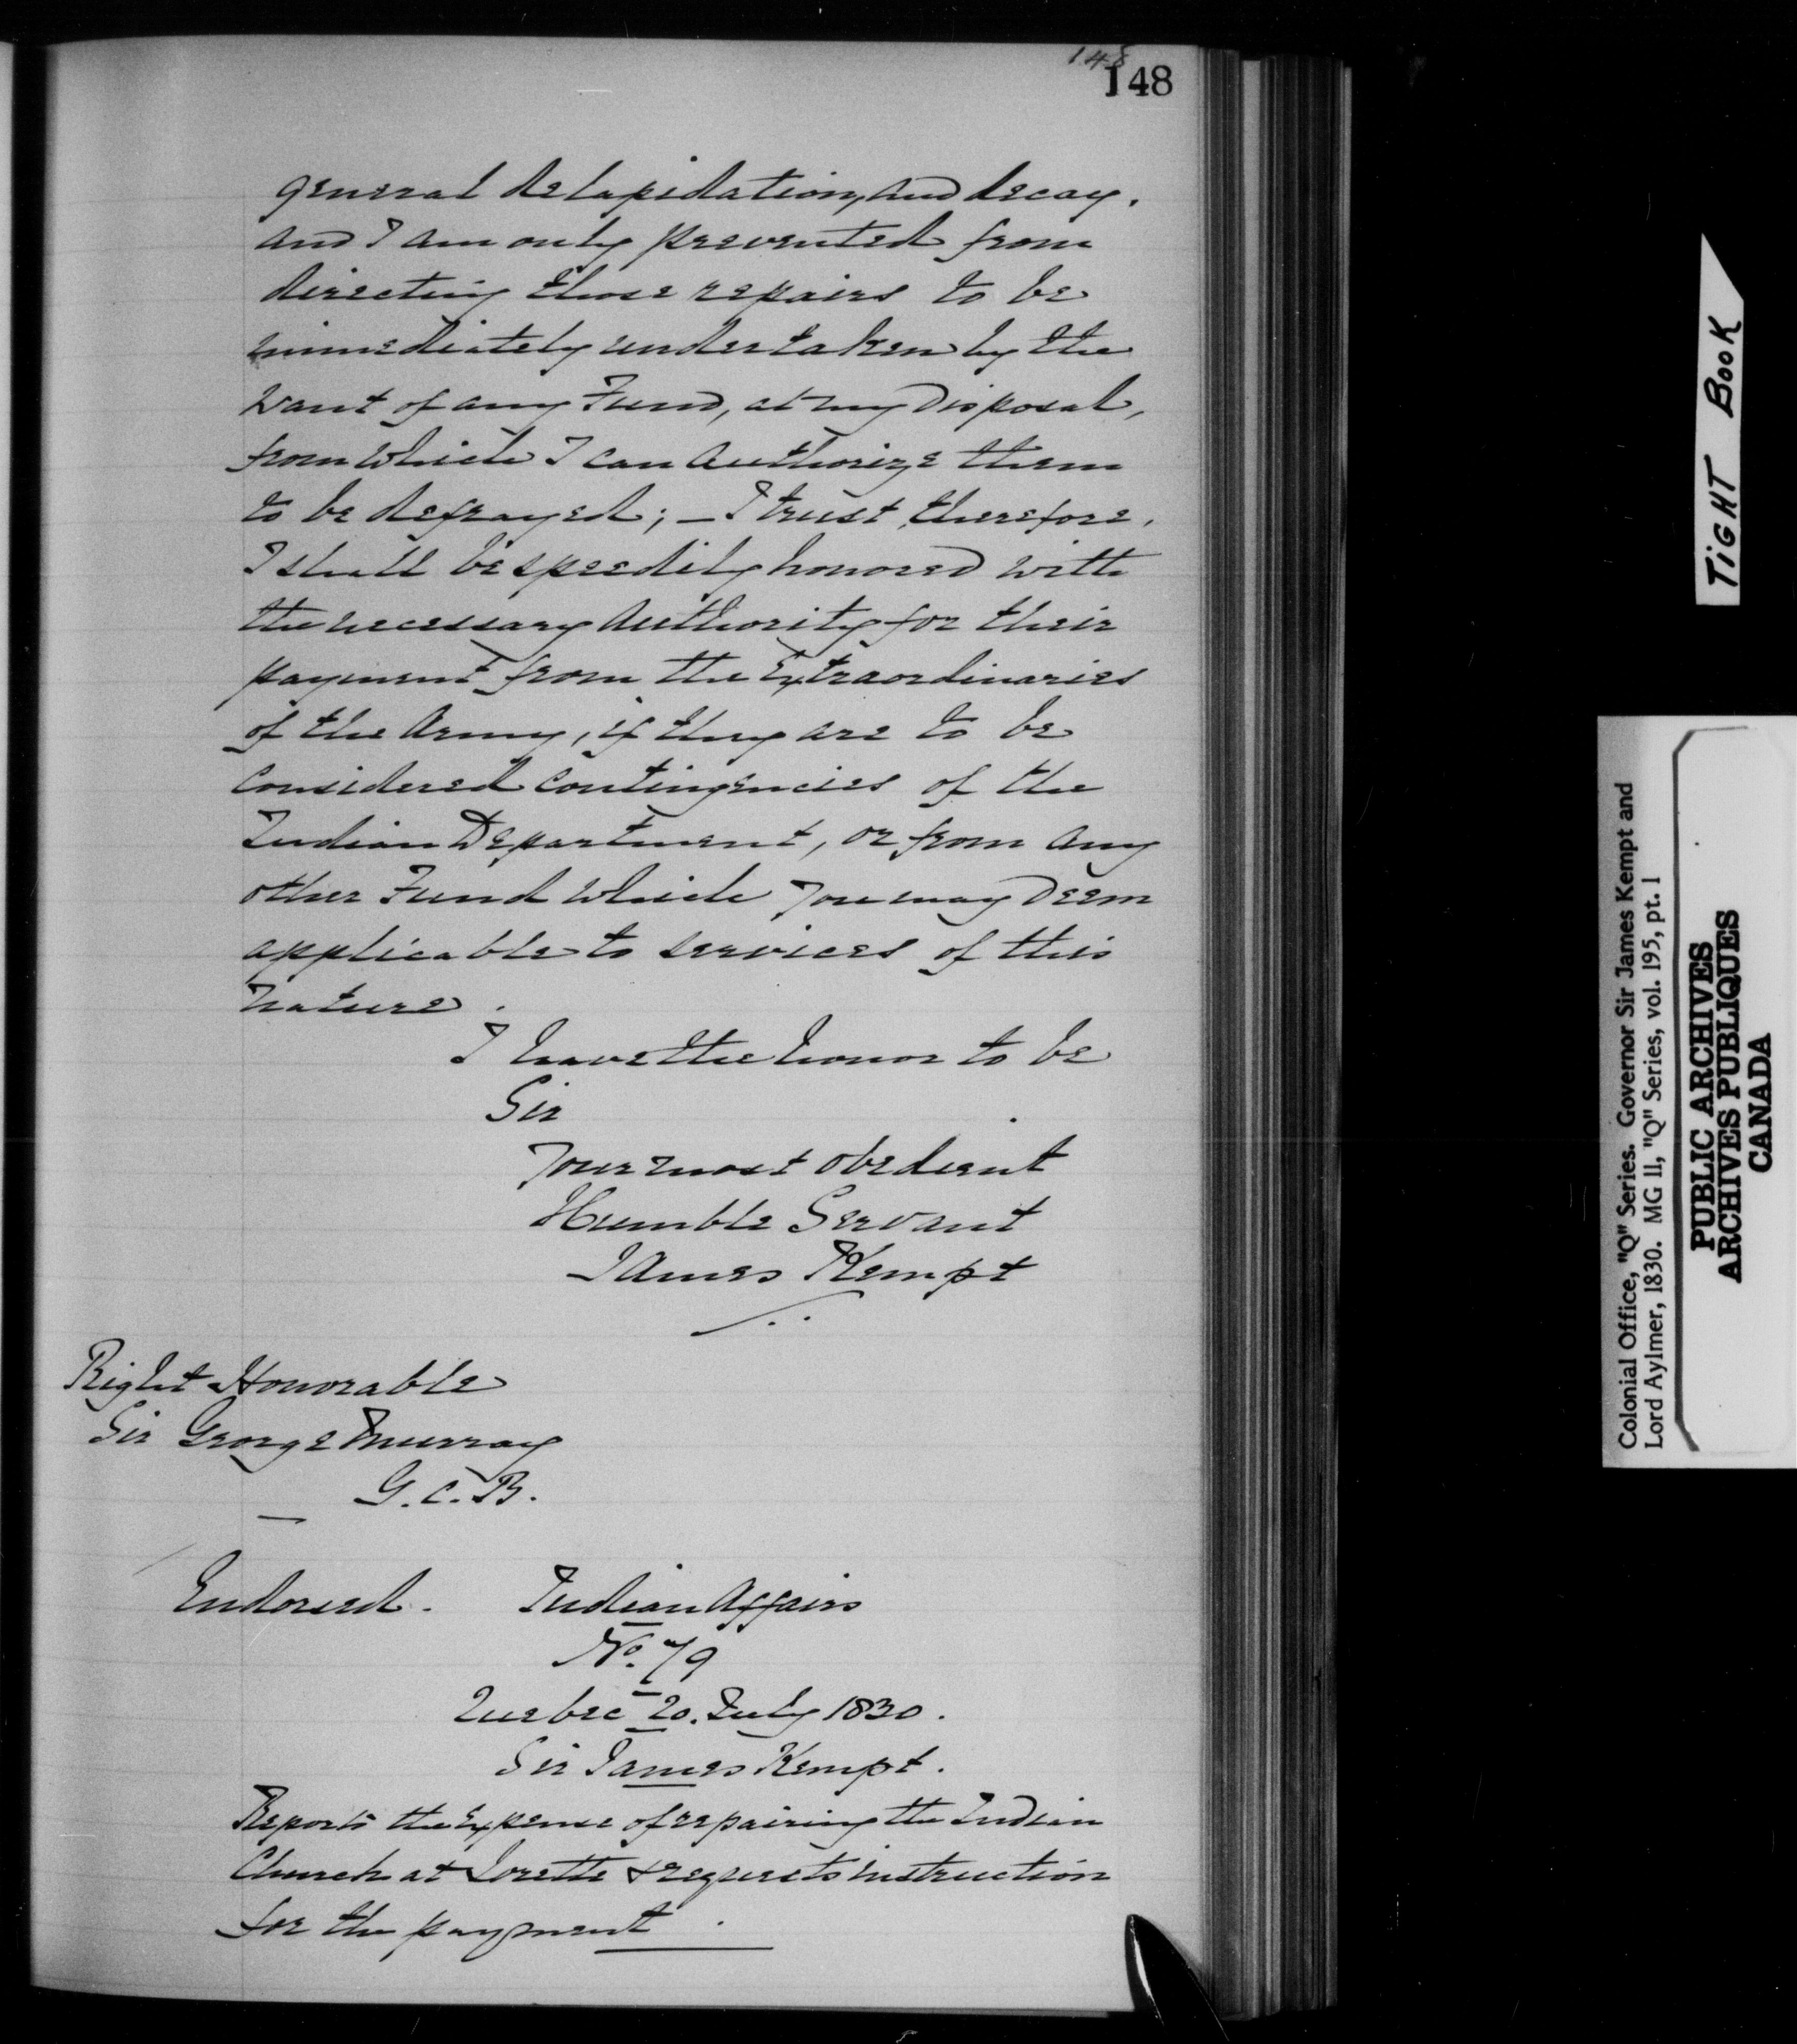 148
148
general delapidation, and decay,
and I am only prevented from
directing those repairs to be
immediately undertaken by the
want of any Fund, at my Disposal,
from which I can authorize them
to be defrayed; – I trust, therefore,
I shall be speedily honored with
the necessary Authority for their
payment from the Extraordinaries
of the Army, if they are to be
considered contingencies of the
Indian Department, or from any
other Fund which you may Deem
applicable to services of this
nature.
I have the honor to be
Sir
Your most obedient
Humble Servant
James Kempt
Right Honorable
Sir George Murray
G.C.B.
Endorsed. Indian Affairs
No. 79
Quebec 20. July 1830.
Sir James Kempt.
Reports the Expense of repairing the Indian
Church at Lorette & requests instruction
for the payment.
TIGHT BOOK
Colonial Office, "Q" Series. Governor Sir James Kempt and
Lord Aylmer, 1830. MG 11, "Q" Series, vol. 195, pt. 1
PUBLIC ARCHIVES
ARCHIVES PUBLIQUES
CANADA